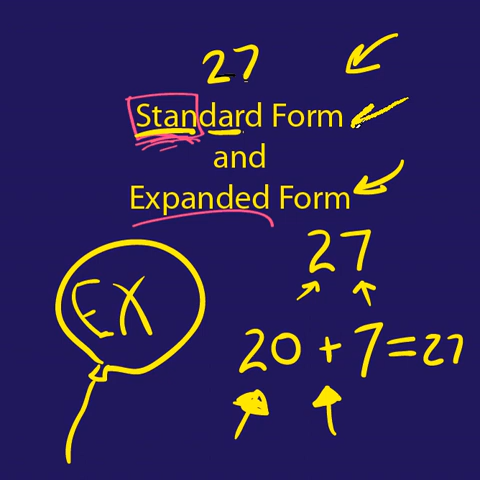 27
Standard Form
and
Expanded Form
27
EX
20 + 7 = 27